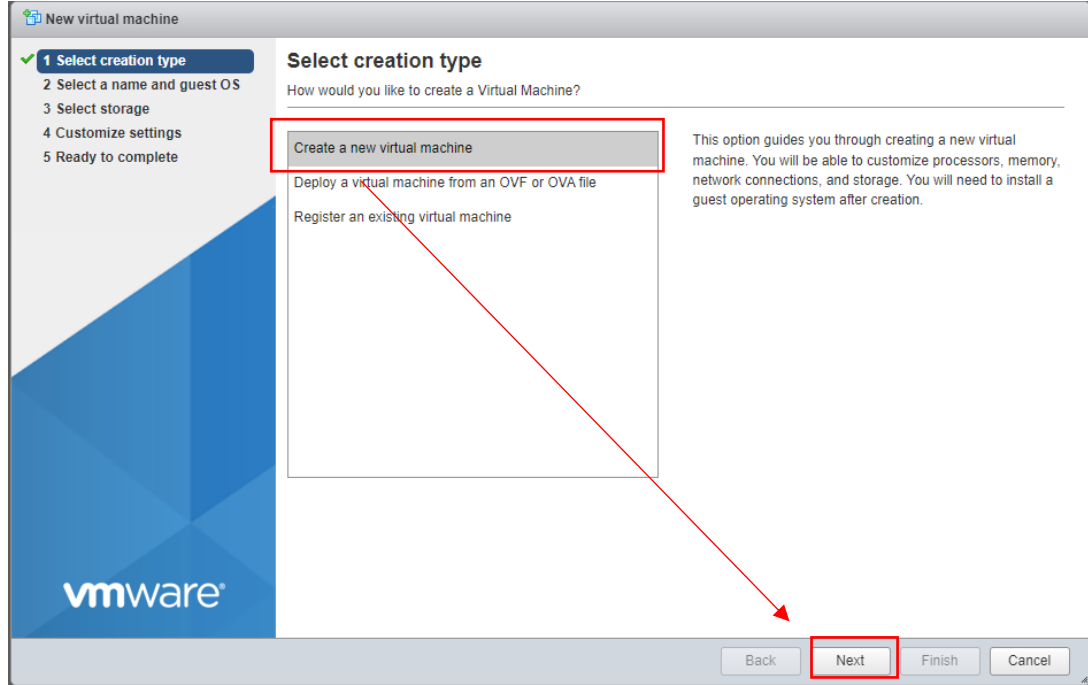 New virtual machine
1 Select creation type
2 Select a name and guest OS
3 Select storage
4 Customize settings
5 Ready to complete
Select creation type
How would you like to create a Virtual Machine?
Create a new virtual machine
Deploy a virtual machine from an OVF or OVA file
Register an existing virtual machine
This option guides you through creating a new virtual
machine. You will be able to customize processors, memory,
network connections, and storage. You will need to install a
guest operating system after creation.
vmware®
Back
Next
Finish
Cancel